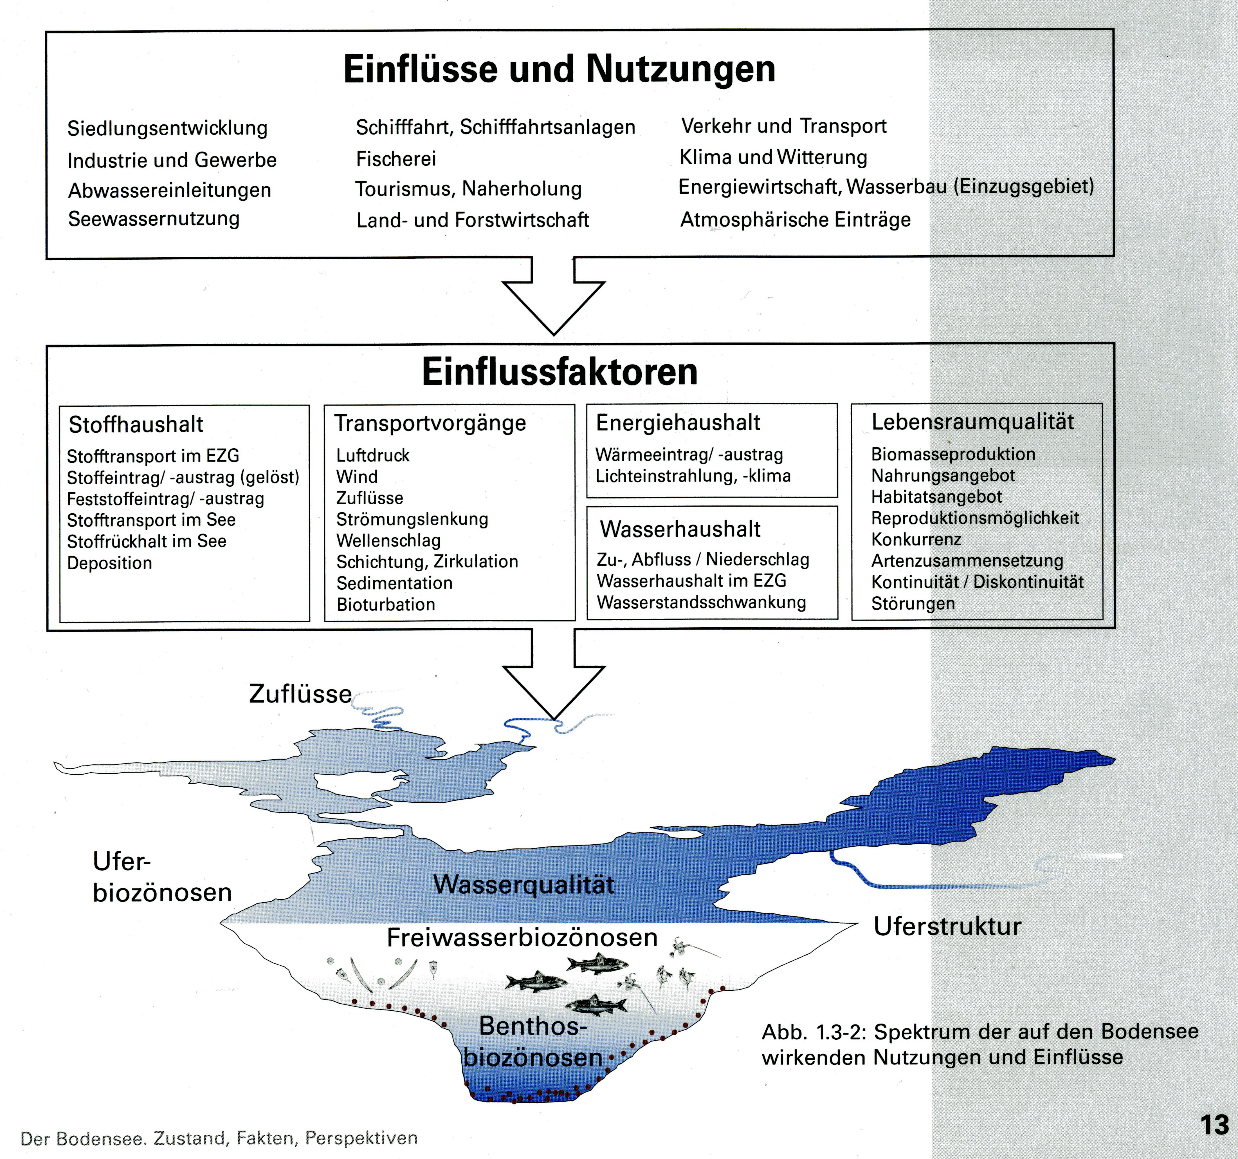 Einflüsse und Nutzungen
Siedlungsentwicklung
Industrie und Gewerbe
Abwassereinleitungen
Seewassernutzung
Schifffahrt, Schifffahrtsanlagen
Fischerei
Tourismus, Naherholung
Land- und Forstwirtschaft
Verkehr und Transport
Klima und Witterung
Energiewirtschaft, Wasserbau (Einzugsgebiet)
Atmosphärische Einträge
Einflussfaktoren
Stoffhaushalt
Stofftransport im EZG
Stoffeintrag/ -austrag (gelöst)
Feststoffeintrag/ -austrag
Stofftransport im See
Stoffrückhalt im See
Deposition
Transportvorgänge
Luftdruck
Wind
Zuflüsse
Strömungslenkung
Wellenschlag
Schichtung, Zirkulation
Sedimentation
Bioturbation
Energiehaushalt
Wärmeeintrag/ -austrag
Lichteinstrahlung, -klima
Wasserhaushalt
Zu-, Abfluss / Niederschlag
Wasserhaushalt im EZG
Wasserstandsschwankung
Lebensraumqualität
Biomasseproduktion
Nahrungsangebot
Habitatsangebot
Reproduktionsmöglichkeit
Konkurrenz
Artenzusammensetzung
Kontinuität / Diskontinuität
Störungen
Zuflüsse
Ufer-
biozönosen
Wasserqualität
Uferstruktur
Freiwasserbiozönosen
Benthos-
biozönosen
Abb. 1.3-2: Spektrum der auf den Bodensee
wirkenden Nutzungen und Einflüsse
Der Bodensee. Zustand, Fakten, Perspektiven
13